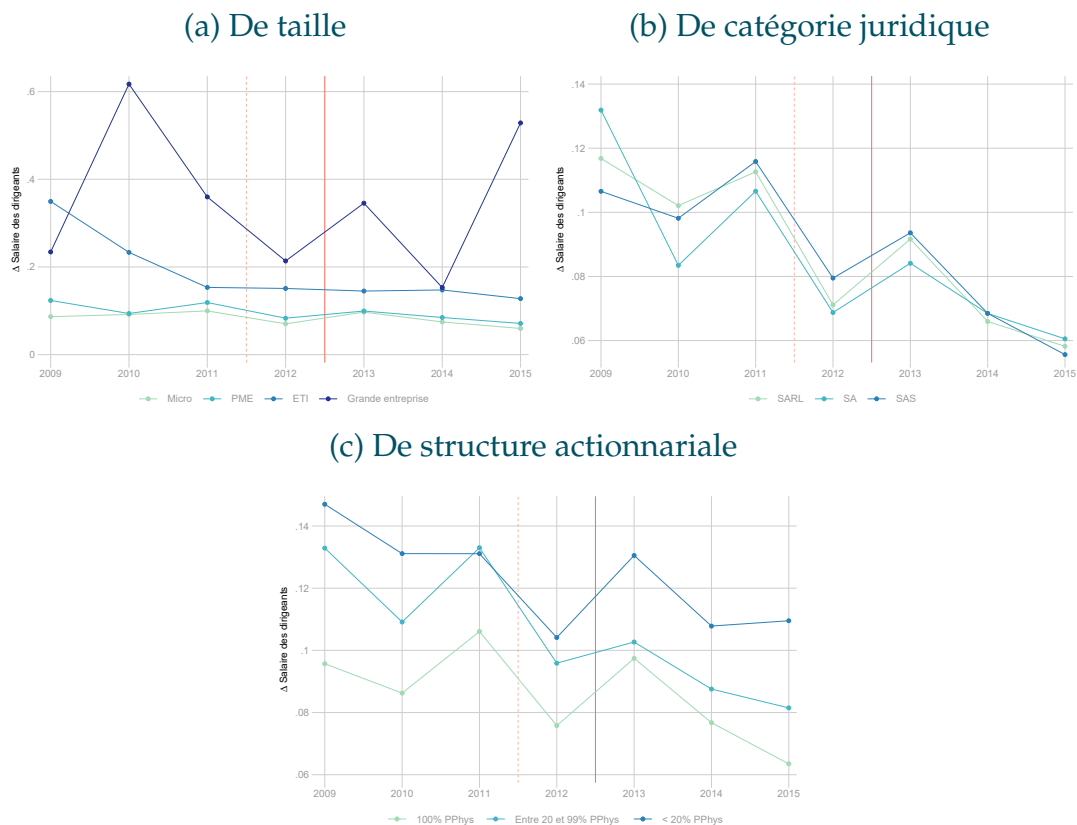 (a) De taille
(b) De catégorie juridique
Δ Salaire des dirigeants
.6
.4
.2
0
2009 2010 2011 2012 2013 2014 2015
Micro PME ETI Grande entreprise
Δ Salaire des dirigeants
.14
.12
.1
.08
.06
2009 2010 2011 2012 2013 2014 2015
SARL SA SAS
(c) De structure actionnariale
Δ Salaire des dirigeants
.14
.12
.1
.08
.06
2009 2010 2011 2012 2013 2014 2015
100% PPhys Entre 20 et 99% PPhys < 20% PPhys